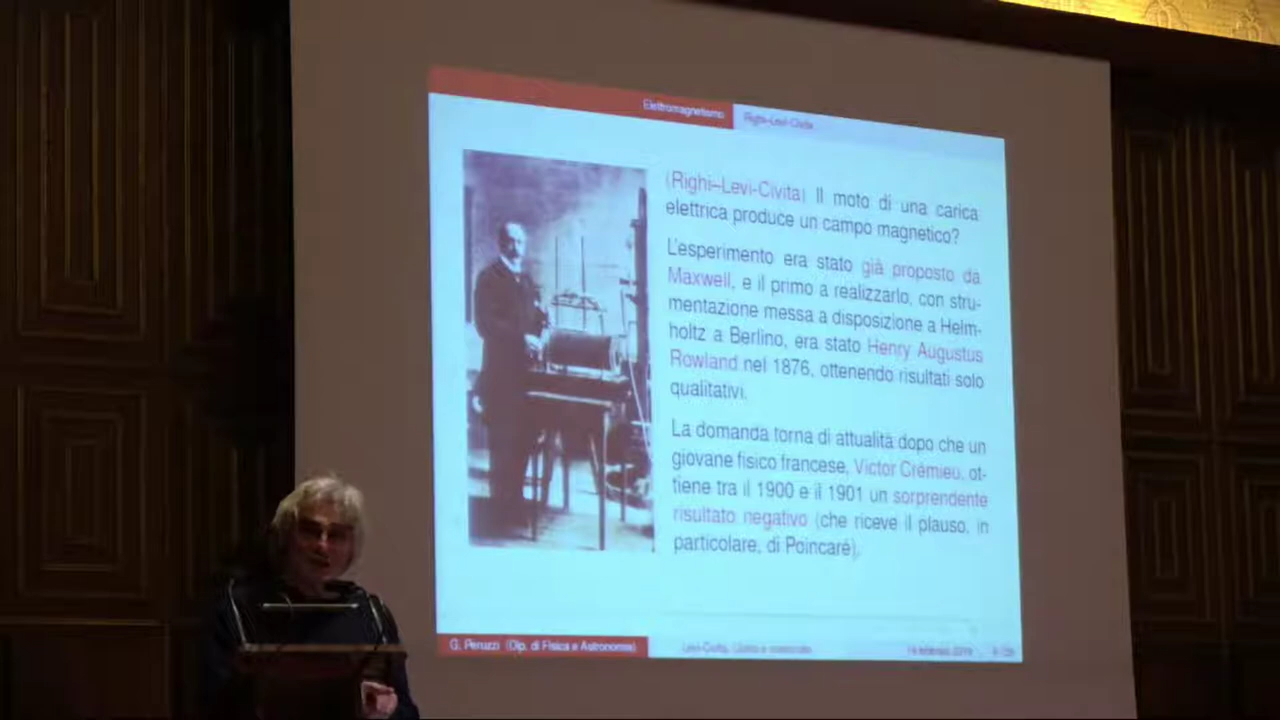 Elettromagnetismo
Righi–Levi-Civita
(Righi–Levi-Civita) Il moto di una carica
elettrica produce un campo magnetico?
L'esperimento era stato già proposto da
Maxwell, e il primo a realizzarlo, con stru-
mentazione messa a disposizione a Helm-
holtz a Berlino, era stato Henry Augustus
Rowland nel 1876, ottenendo risultati solo
qualitativi.
La domanda torna di attualità dopo che un
giovane fisico francese, Victor Crémieu, ot-
tiene tra il 1900 e il 1901 un sorprendente
risultato negativo (che riceve il plauso, in
particolare, di Poincaré).
G. Peruzzi (Dip. di Fisica e Astronomia)
Levi-Civita,
febbraio 2019